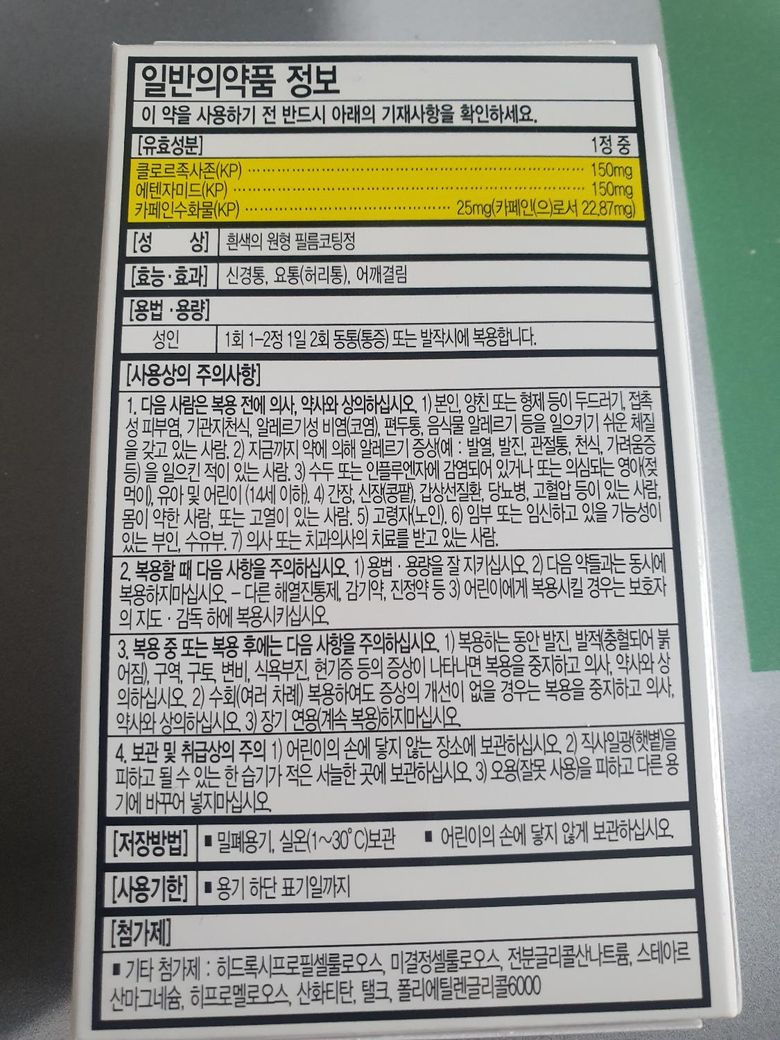 일반의약품 정보
이 약을 사용하기 전 반드시 아래의 기재사항을 확인하세요.
[유효성분] 1정 중
클로르족사존(KP) 150mg
에텐자미드(KP) 150mg
카페인수화물(KP) 25mg(카페인(으)로서 22.87mg)
[성 상] 흰색의 원형 필름코팅정
[효능·효과] 신경통, 요통(허리통), 어깨결림
[용법·용량]
성인 1회 1-2정 1일 2회 동통(통증) 또는 발작시에 복용합니다.
[사용상의 주의사항]
1. 다음 사람은 복용 전에 의사, 약사와 상의하십시오. 1) 본인, 양친 또는 형제 등이 두드러기, 접촉
성 피부염, 기관지천식, 알레르기성 비염(코염), 편두통, 음식물 알레르기 등을 일으키기 쉬운 체질
을 갖고 있는 사람. 2) 지금까지 약에 의해 알레르기 증상(예 : 발열, 발진, 관절통, 천식, 가려움증
등) 을 일으킨 적이 있는 사람. 3) 수두 또는 인플루엔자에 감염되어 있거나 또는 의심되는 영아(젖
먹이), 유아 및 어린이 (14세 이하). 4) 간장, 신장(콩팥), 갑상선질환, 당뇨병, 고혈압 등이 있는 사람,
몸이 약한 사람, 또는 고열이 있는 사람. 5) 고령자(노인). 6) 임부 또는 임신하고 있을 가능성이
있는 부인, 수유부. 7) 의사 또는 치과의사의 치료를 받고 있는 사람.
2. 복용할 때 다음 사항을 주의하십시오. 1) 용법·용량을 잘 지키십시오. 2) 다음 약들과는 동시에
복용하지마십시오. - 다른 해열진통제, 감기약, 진정약 등 3) 어린이에게 복용시킬 경우는 보호자
의 지도·감독 하에 복용시키십시오.
3. 복용 중 또는 복용 후에는 다음 사항을 주의하십시오. 1) 복용하는 동안 발진, 발적(충혈되어 붉
어짐), 구역, 구토, 변비, 식욕부진, 현기증 등의 증상이 나타나면 복용을 중지하고 의사, 약사와 상
의하십시오. 2) 수회(여러 차례) 복용하여도 증상의 개선이 없을 경우는 복용을 중지하고 의사,
약사와 상의하십시오. 3) 장기 연용(계속 복용)하지마십시오.
4. 보관 및 취급상의 주의 1) 어린이의 손에 닿지 않는 장소에 보관하십시오. 2) 직사일광(햇볕)을
피하고 될 수 있는 한 습기가 적은 서늘한 곳에 보관하십시오. 3) 오용(잘못 사용)을 피하고 다른 용
기에 바꾸어 넣지마십시오.
[저장방법] ▪ 밀폐용기, 실온(1~30℃)보관 ▪ 어린이의 손에 닿지 않게 보관하십시오.
[사용기한] ▪ 용기 하단 표기일까지
[첨가제]
▪ 기타 첨가제 : 히드록시프로필셀룰로오스, 미결정셀룰로오스, 전분글리콜산나트륨, 스테아르
산마그네슘, 히프로멜로오스, 산화티탄, 탤크, 폴리에틸렌글리콜6000